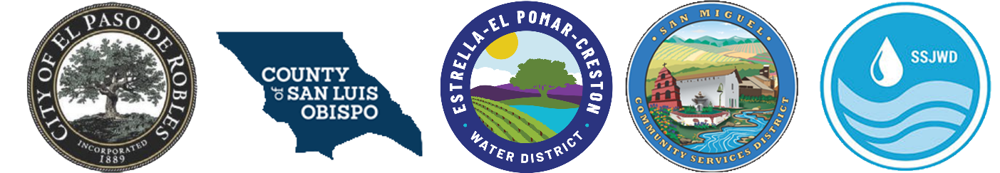 CITY OF EL PASO DE ROBLES
INCORPORATED
1889
COUNTY
of SAN LUIS
OBISPO
ESTRELLA-EL POMAR-CRESTON
• WATER DISTRICT •
• SAN MIGUEL •
COMMUNITY SERVICES DISTRICT
SSJWD